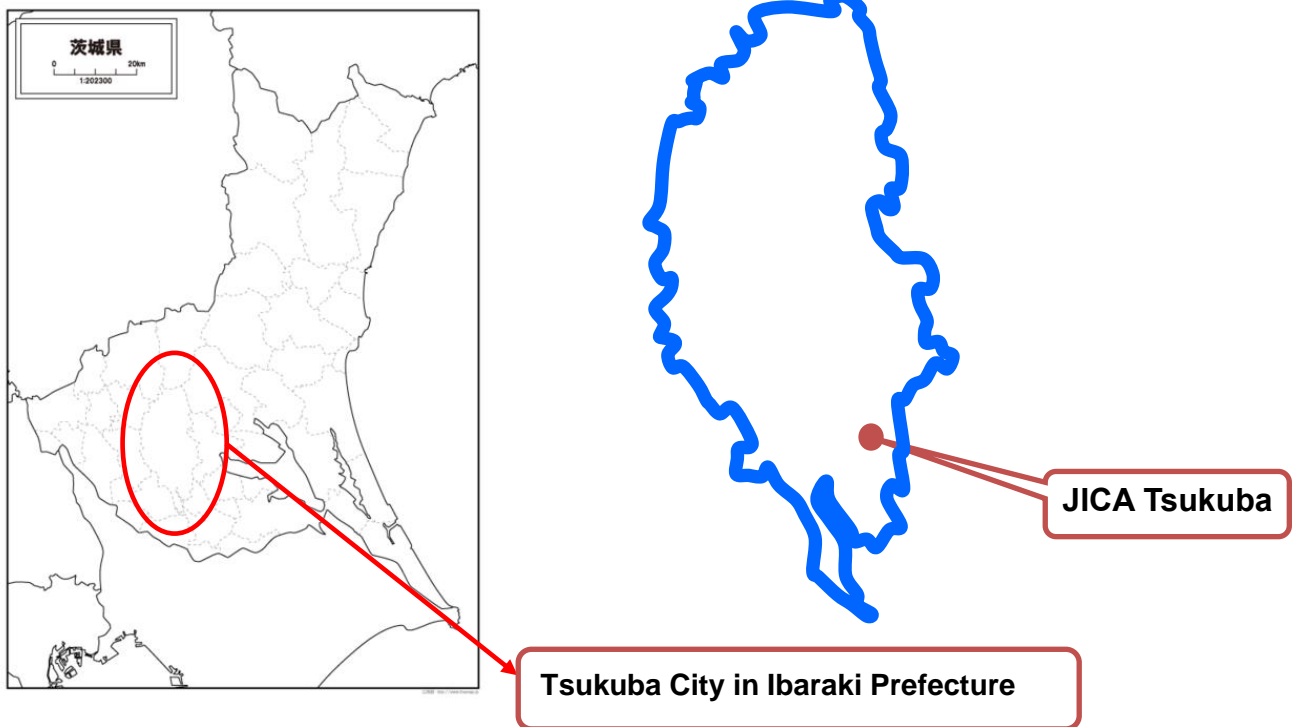 茨城県
0 20km
1:202300
JICA Tsukuba
Tsukuba City in Ibaraki Prefecture